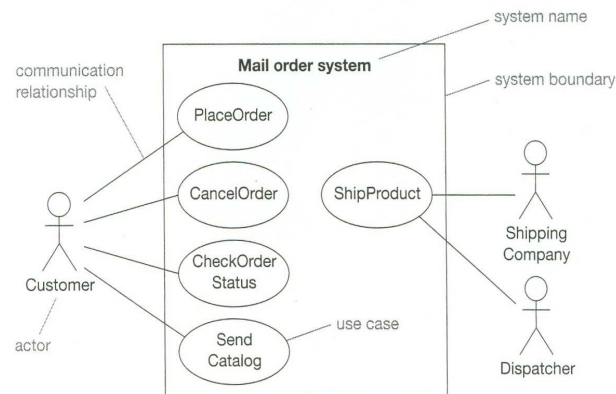 system name
Mail order system
communication
relationship
system boundary
PlaceOrder
CancelOrder
ShipProduct
Shipping
Company
CheckOrder
Status
Customer
use case
Send
Catalog
actor
Dispatcher